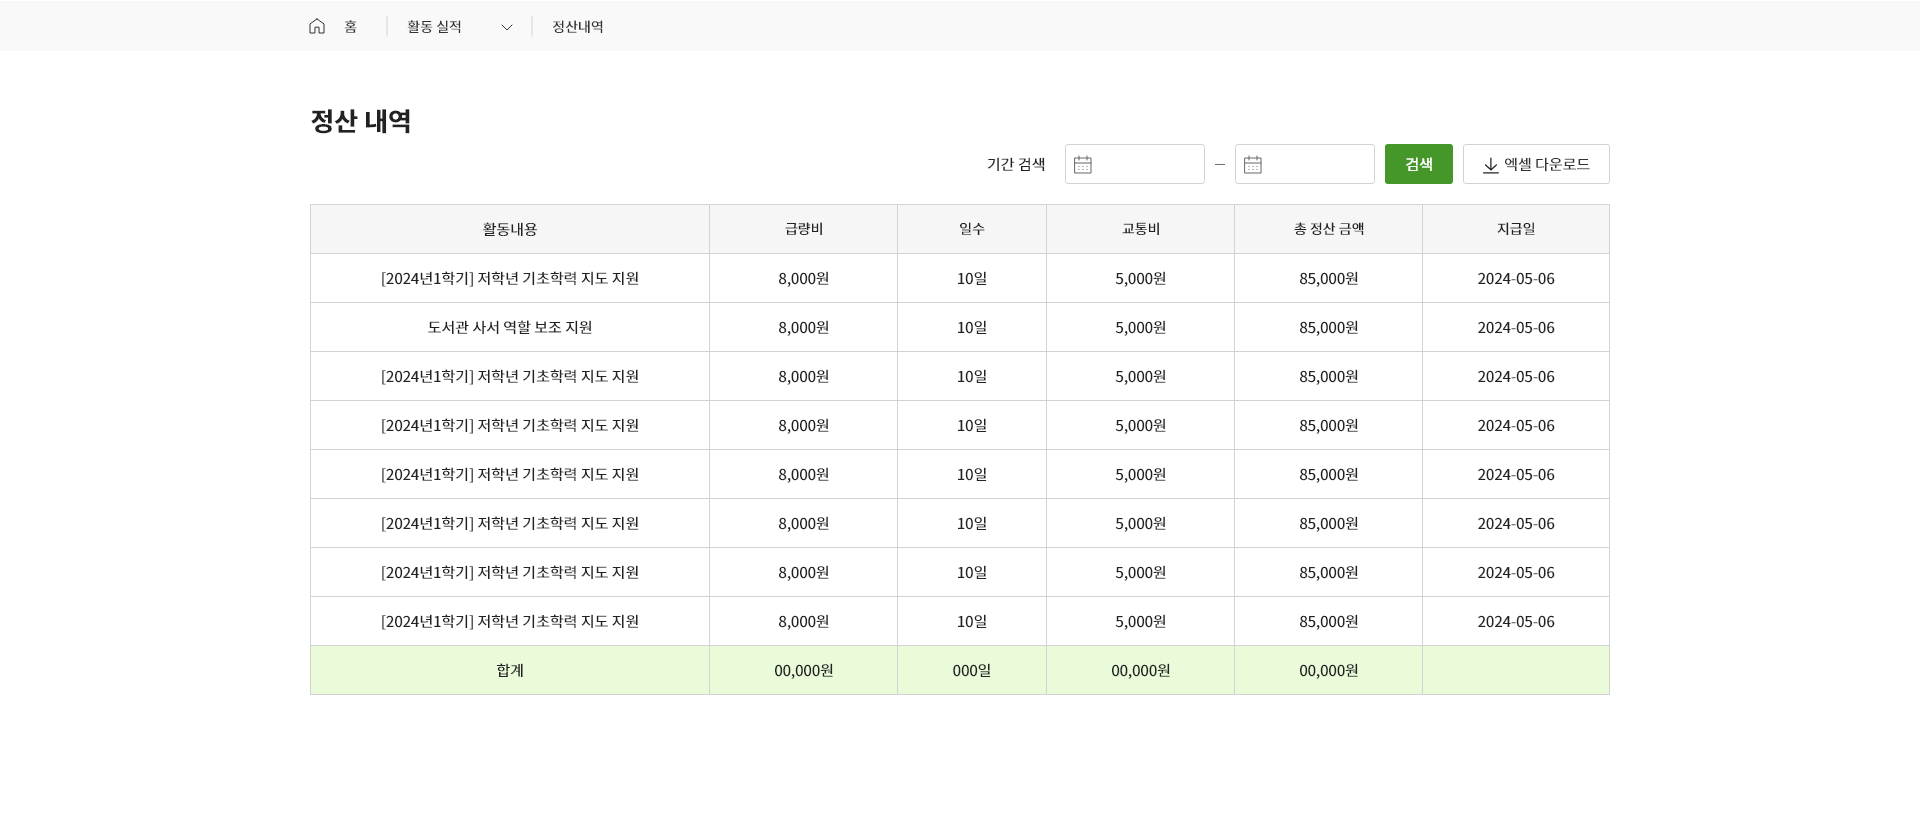 홈 활동 실적 정산내역
정산 내역
기간 검색 – 검색 엑셀 다운로드
활동내용 급량비 일수 교통비 총 정산 금액 지급일
[2024년1학기] 저학년 기초학력 지도 지원 8,000원 10일 5,000원 85,000원 2024-05-06
도서관 사서 역할 보조 지원 8,000원 10일 5,000원 85,000원 2024-05-06
[2024년1학기] 저학년 기초학력 지도 지원 8,000원 10일 5,000원 85,000원 2024-05-06
[2024년1학기] 저학년 기초학력 지도 지원 8,000원 10일 5,000원 85,000원 2024-05-06
[2024년1학기] 저학년 기초학력 지도 지원 8,000원 10일 5,000원 85,000원 2024-05-06
[2024년1학기] 저학년 기초학력 지도 지원 8,000원 10일 5,000원 85,000원 2024-05-06
[2024년1학기] 저학년 기초학력 지도 지원 8,000원 10일 5,000원 85,000원 2024-05-06
[2024년1학기] 저학년 기초학력 지도 지원 8,000원 10일 5,000원 85,000원 2024-05-06
합계 00,000원 000일 00,000원 00,000원